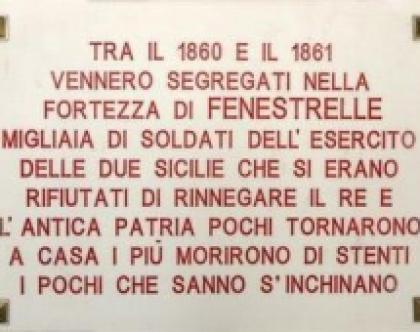 TRA IL 1860 E IL 1861
VENNERO SEGREGATI NELLA
FORTEZZA DI FENESTRELLE
MIGLIAIA DI SOLDATI DELL' ESERCITO
DELLE DUE SICILIE CHE SI ERANO
RIFIUTATI DI RINNEGARE IL RE E
L' ANTICA PATRIA POCHI TORNARONO
A CASA I PIÙ MORIRONO DI STENTI
I POCHI CHE SANNO S'INCHINANO